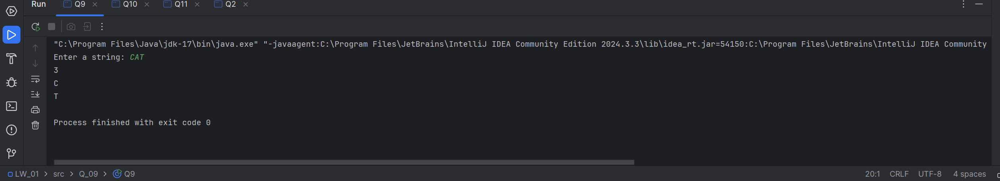 Run Q9 Q10 Q11 Q2
"C:\Program Files\Java\jdk-17\bin\java.exe" "-javaagent:C:\Program Files\JetBrains\IntelliJ IDEA Community Edition 2024.3.3\lib\idea_rt.jar=54150:C:\Program Files\JetBrains\IntelliJ IDEA Community
Enter a string: CAT
3
C
T
Process finished with exit code 0
LW_01 > src > Q_09 > Q9 20:1 CRLF UTF-8 4 spaces